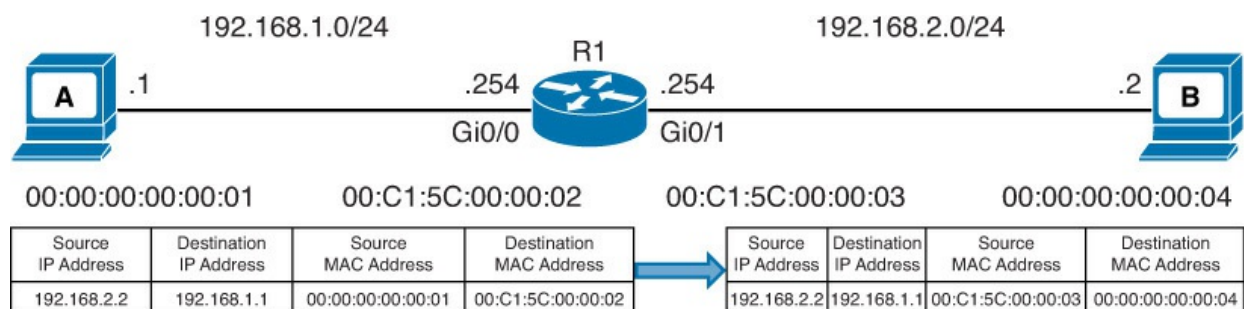 192.168.1.0/24 192.168.2.0/24
R1
A .1 .254 .254 .2 B
Gi0/0 Gi0/1
00:00:00:00:00:01 00:C1:5C:00:00:02 00:C1:5C:00:00:03 00:00:00:00:00:04
Source IP Address Destination IP Address Source MAC Address Destination MAC Address
192.168.2.2 192.168.1.1 00:00:00:00:00:01 00:C1:5C:00:00:02
Source IP Address Destination IP Address Source MAC Address Destination MAC Address
192.168.2.2 192.168.1.1 00:C1:5C:00:00:03 00:00:00:00:00:04